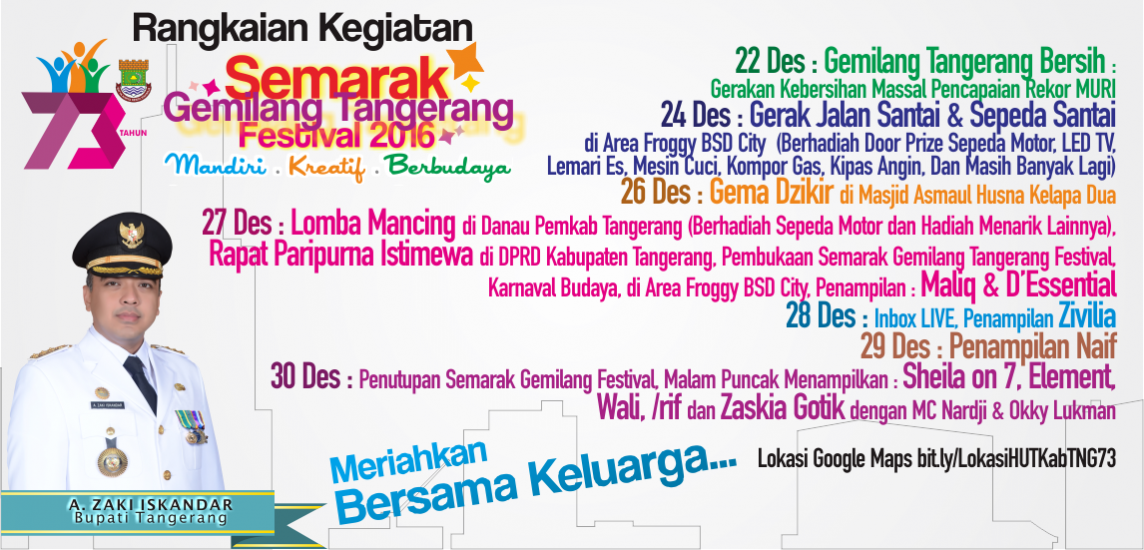 Rangkaian Kegiatan
73
TAHUN
Semarak
Gemilang Tangerang
Festival 2016
Mandiri . Kreatif . Berbudaya
22 Des : Gemilang Tangerang Bersih :
Gerakan Kebersihan Massal Pencapaian Rekor MURI
24 Des : Gerak Jalan Santai & Sepeda Santai
di Area Froggy BSD City (Berhadiah Door Prize Sepeda Motor, LED TV,
Lemari Es, Mesin Cuci, Kompor Gas, Kipas Angin, Dan Masih Banyak Lagi)
26 Des : Gema Dzikir di Masjid Asmaul Husna Kelapa Dua
27 Des : Lomba Mancing di Danau Pemkab Tangerang (Berhadiah Sepeda Motor dan Hadiah Menarik Lainnya),
Rapat Paripurna Istimewa di DPRD Kabupaten Tangerang, Pembukaan Semarak Gemilang Tangerang Festival,
Karnaval Budaya, di Area Froggy BSD City, Penampilan : Maliq & D'Essential
28 Des : Inbox LIVE, Penampilan Zivilia
29 Des : Penampilan Naif
30 Des : Penutupan Semarak Gemilang Festival, Malam Puncak Menampilkan : Sheila on 7, Element,
Wali, /rif dan Zaskia Gotik dengan MC Nardji & Okky Lukman
Lokasi Google Maps bit.ly/LokasiHUTKabTNG73
Meriahkan
Bersama Keluarga...
A. ZAKI ISKANDAR
A. ZAKI ISKANDAR
Bupati Tangerang